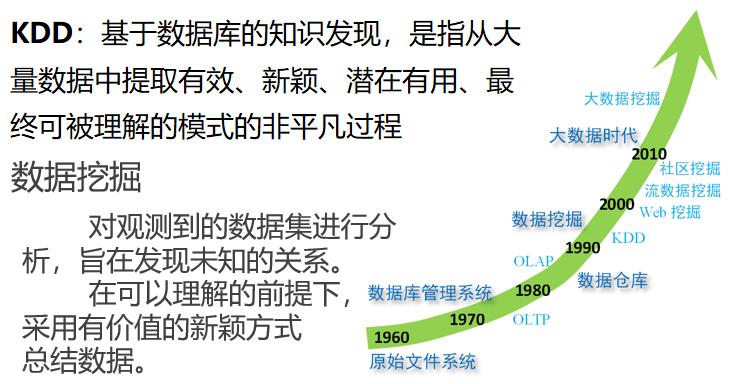 KDD：基于数据库的知识发现，是指从大
量数据中提取有效、新颖、潜在有用、最
终可被理解的模式的非平凡过程
数据挖掘
对观测到的数据集进行分
析，旨在发现未知的关系。
在可以理解的前提下，
采用有价值的新颖方式
总结数据。
大数据挖掘
大数据时代
2010
社区挖掘
流数据挖掘
2000
Web 挖掘
数据挖掘
KDD
1990
OLAP
数据仓库
数据库管理系统
1980
OLTP
1970
1960
原始文件系统